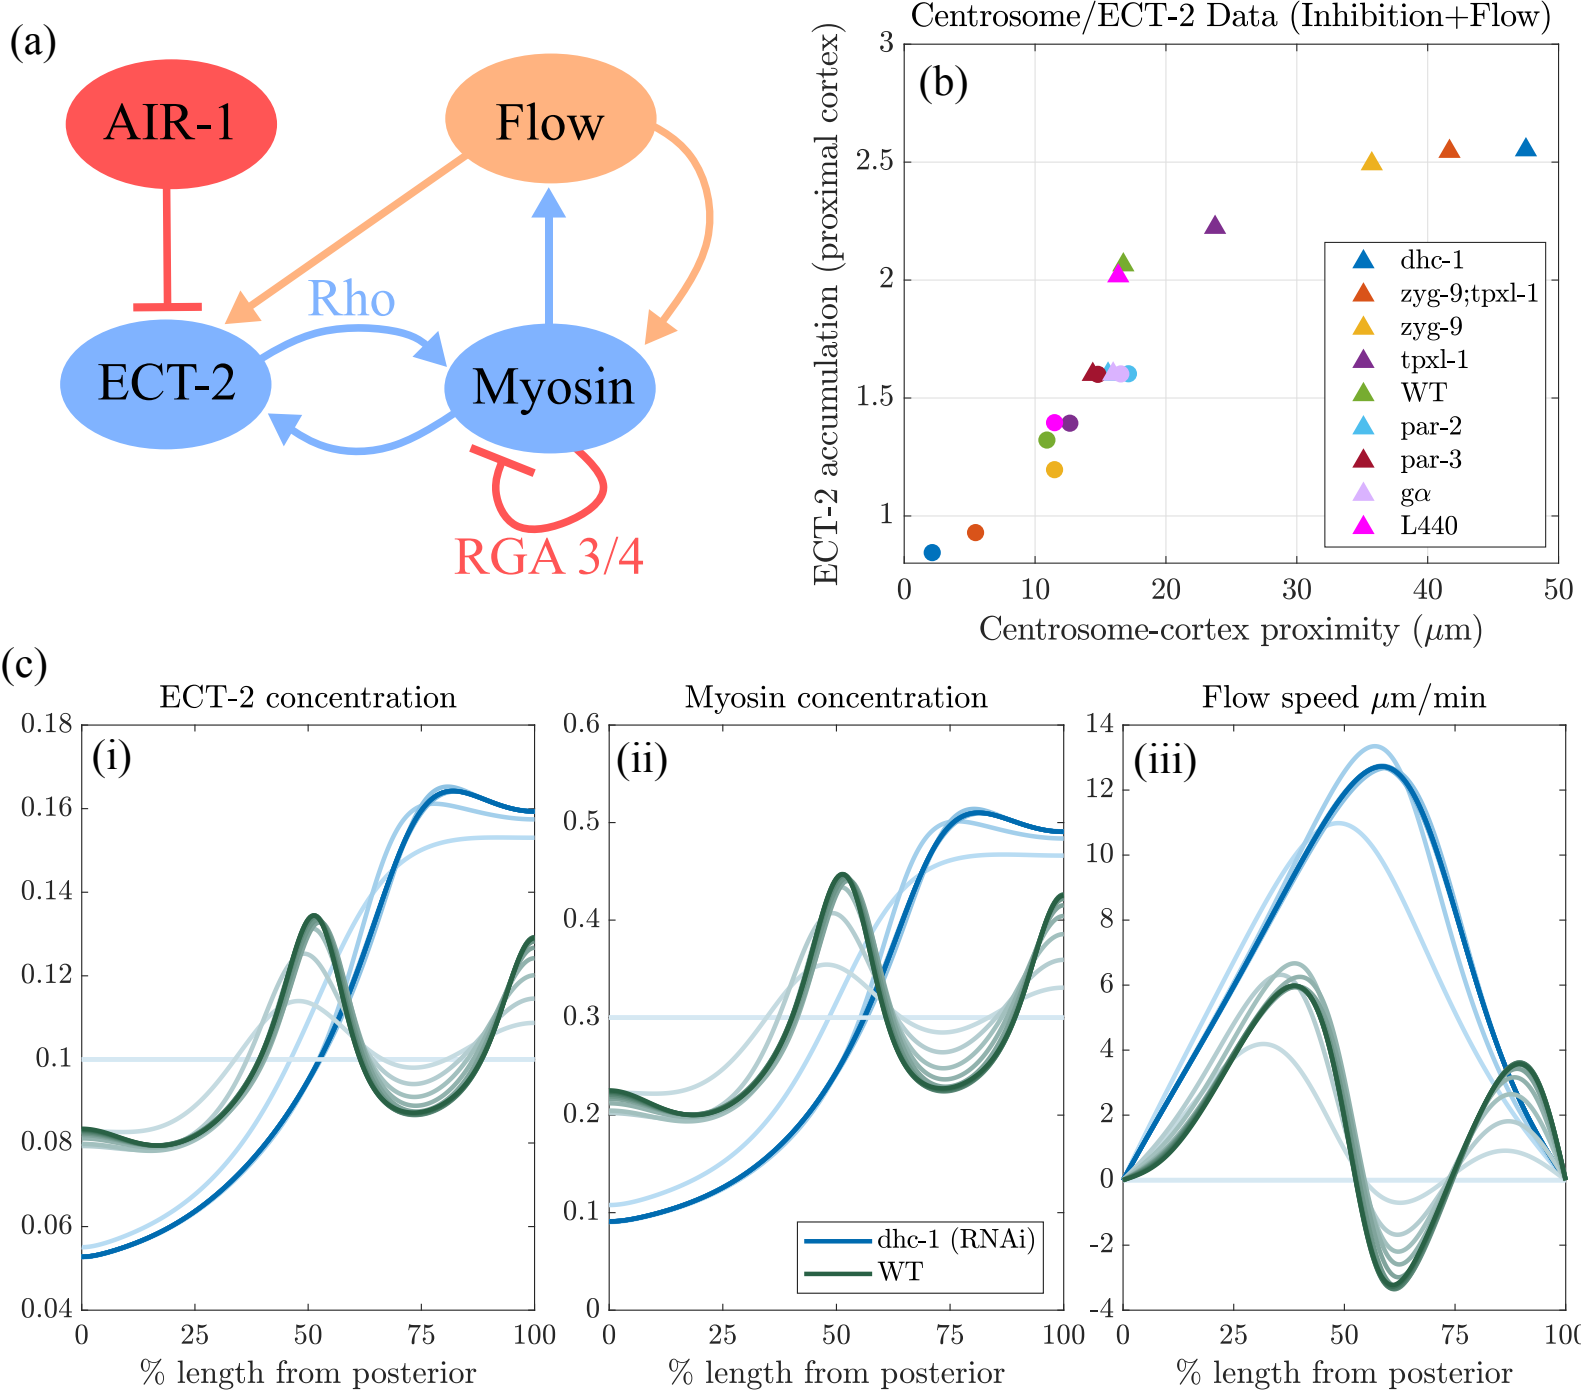 (a)
AIR-1
Flow
Rho
ECT-2
Myosin
RGA 3/4
Centrosome/ECT-2 Data (Inhibition+Flow)
(b)
ECT-2 accumulation (proximal cortex)
3
2.5
2
1.5
1
0
10
20
30
40
50
Centrosome-cortex proximity (μm)
dhc-1
zyg-9;tpxl-1
zyg-9
tpxl-1
WT
par-2
par-3
gα
L440
(c)
ECT-2 concentration
(i)
0.18
0.16
0.14
0.12
0.1
0.08
0.06
0.04
0
25
50
75
100
% length from posterior
Myosin concentration
(ii)
0.6
0.5
0.4
0.3
0.2
0.1
0
0
25
50
75
100
% length from posterior
dhc-1 (RNAi)
WT
Flow speed μm/min
(iii)
14
12
10
8
6
4
2
0
-2
-4
0
25
50
75
100
% length from posterior